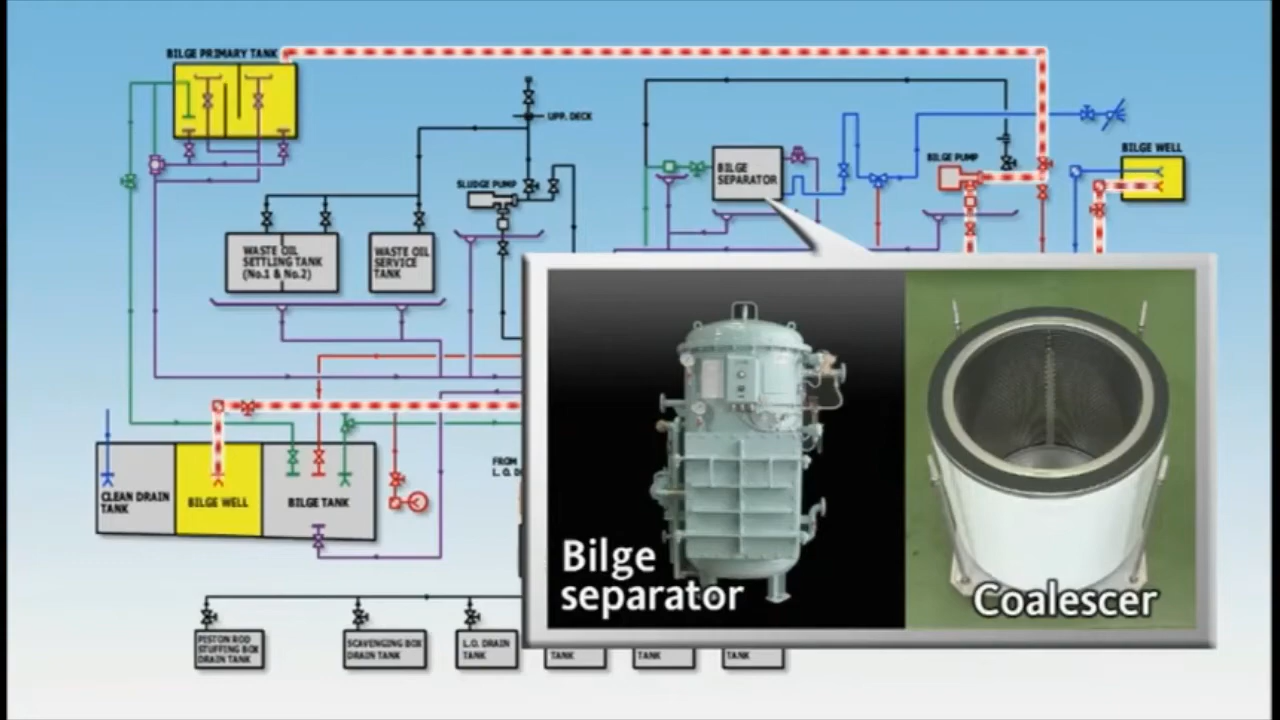 BILGE PRIMARY TANK
UPP. DECK
BILGE WELL
BILGE PUMP
BILGE
SEPARATOR
SLUDGE PUMP
WASTE OIL
SETTLING TANK
(No.1 & No.2)
WASTE OIL
SERVICE
TANK
FROM
L. O.
CLEAN DRAIN
TANK
BILGE WELL
BILGE TANK
Bilge
separator
Coalescer
PISTON ROD
STUFFING BOX
DRAIN TANK
SCAVENGING BOX
DRAIN TANK
L.O. DRAIN
TANK
TANK
TANK
TANK